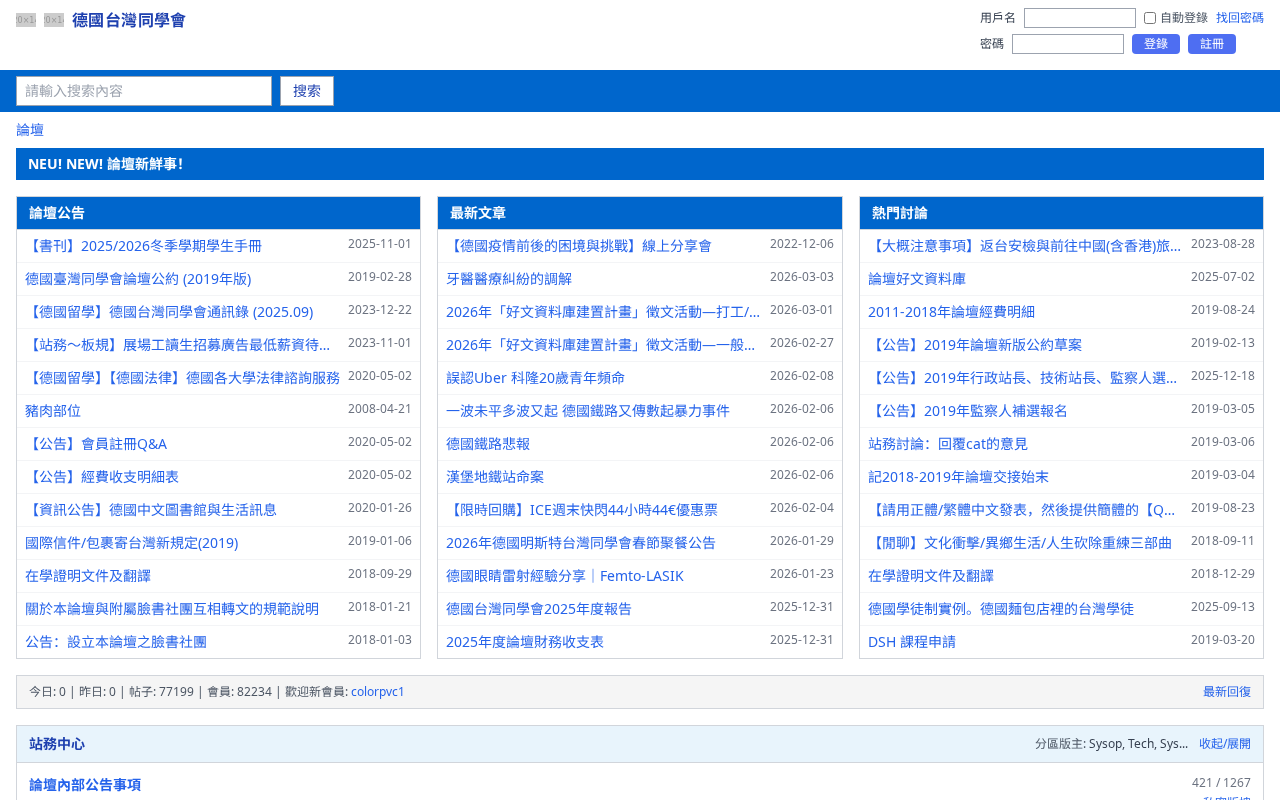 德國台灣同學會
用戶名
自動登錄 找回密碼
密碼
登錄 註冊
請輸入搜索內容 搜索
論壇
NEU! NEW! 論壇新鮮事！
論壇公告
【書刊】2025/2026冬季學期學生手冊 2025-11-01
德國臺灣同學會論壇公約 (2019年版) 2019-02-28
【德國留學】德國台灣同學會通訊錄 (2025.09) 2023-12-22
【站務～板規】展場工讀生招募廣告最低薪資待... 2023-11-01
【德國留學】【德國法律】德國各大學法律諮詢服務 2020-05-02
豬肉部位 2008-04-21
【公告】會員註冊Q&A 2020-05-02
【公告】經費收支明細表 2020-05-02
【資訊公告】德國中文圖書館與生活訊息 2020-01-26
國際信件/包裹寄台灣新規定(2019) 2019-01-06
在學證明文件及翻譯 2018-09-29
關於本論壇與附屬臉書社團互相轉文的規範說明 2018-01-21
公告：設立本論壇之臉書社團 2018-01-03
最新文章
【德國疫情前後的困境與挑戰】線上分享會 2022-12-06
牙醫醫療糾紛的調解 2026-03-03
2026年「好文資料庫建置計畫」徵文活動—打工/... 2026-03-01
2026年「好文資料庫建置計畫」徵文活動—一般... 2026-02-27
誤認Uber 科隆20歲青年頻命 2026-02-08
一波未平多波又起 德國鐵路又傳數起暴力事件 2026-02-06
德國鐵路悲報 2026-02-06
漢堡地鐵站命案 2026-02-06
【限時回購】ICE週末快閃44小時44€優惠票 2026-02-04
2026年德國明斯特台灣同學會春節聚餐公告 2026-01-29
德國眼睛雷射經驗分享｜Femto-LASIK 2026-01-23
德國台灣同學會2025年度報告 2025-12-31
2025年度論壇財務收支表 2025-12-31
熱門討論
【大概注意事項】返台安檢與前往中國(含香港)旅... 2023-08-28
論壇好文資料庫 2025-07-02
2011-2018年論壇經費明細 2019-08-24
【公告】2019年論壇新版公約草案 2019-02-13
【公告】2019年行政站長、技術站長、監察人選... 2025-12-18
【公告】2019年監察人補選報名 2019-03-05
站務討論：回覆cat的意見 2019-03-06
記2018-2019年論壇交接始末 2019-03-04
【請用正體/繁體中文發表，然後提供簡體的【Q... 2019-08-23
【閒聊】文化衝擊/異鄉生活/人生砍除重練三部曲 2018-09-11
在學證明文件及翻譯 2018-12-29
德國學徒制實例。德國麵包店裡的台灣學徒 2025-09-13
DSH 課程申請 2019-03-20
今日: 0 | 昨日: 0 | 帖子: 77199 | 會員: 82234 | 歡迎新會員: colorpvc1 最新回復
站務中心 分區版主: Sysop, Tech, Sys... 收起/展開
論壇內部公告事項 421 / 1267